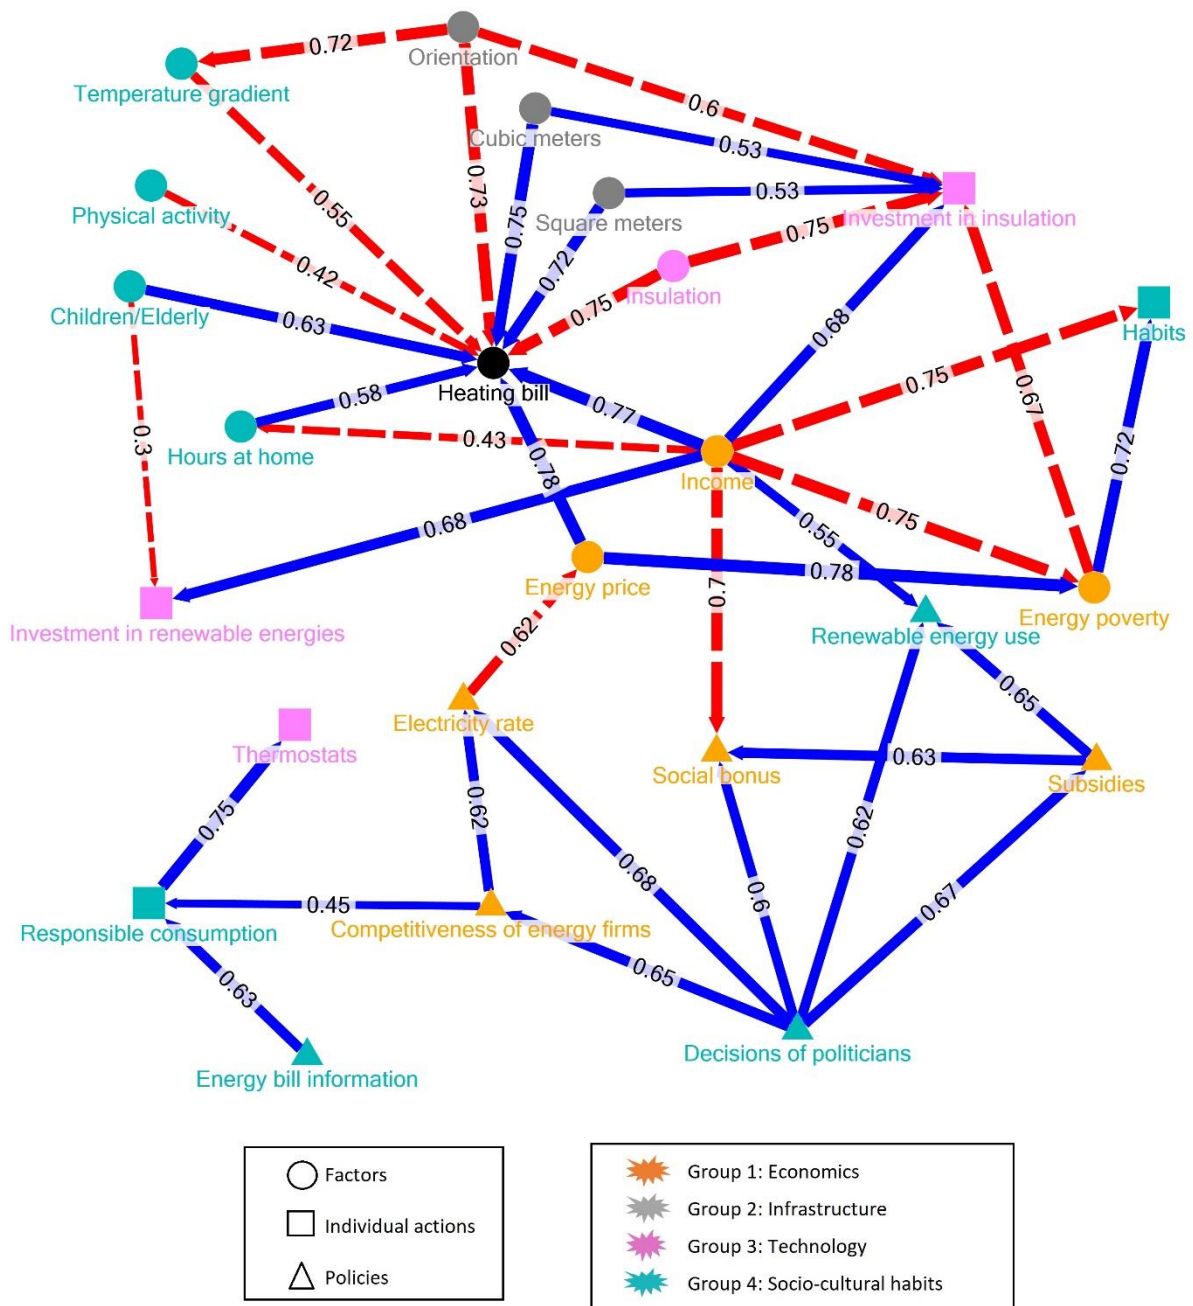 0.72
Orientation
Temperature gradient
0.6
Cubic meters
0.53
0.73
0.55
0.75
Physical activity
0.53
Square meters
Investment in insulation
0.75
0.72
0.42
Insulation
Children/Elderly
0.63
0.75
0.68
Habits
Heating bill
0.58
0.77
0.75
0.67
0.3
Hours at home
0.43
0.72
0.78
Income
0.68
0.75
0.55
Energy price
0.78
0.7
Energy poverty
Investment in renewable energies
0.62
Renewable energy use
0.65
Electricity rate
Thermostats
Social bonus
0.63
Subsidies
0.75
0.62
0.62
0.68
0.6
0.67
0.45
Responsible consumption
Competitiveness of energy firms
0.65
0.63
Decisions of politicians
Energy bill information
Factors
Individual actions
Policies
Group 1: Economics
Group 2: Infrastructure
Group 3: Technology
Group 4: Socio-cultural habits